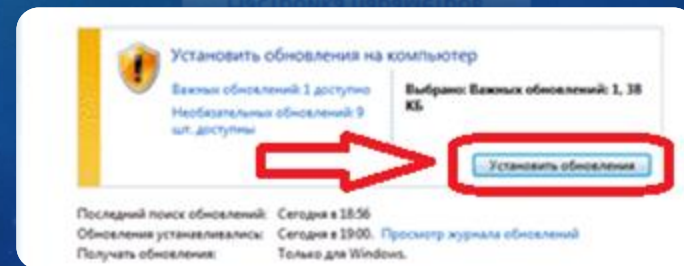 Настройка параметров
Установить обновления на компьютер
Важных обновлений: 1 доступно
Необязательных обновлений: 9
шт. доступны
Выбрано: Важных обновлений: 1, 38
КБ
Установить обновления
Последний поиск обновлений: Сегодня в 18:56
Обновления устанавливались: Сегодня в 19:00. Просмотр журнала обновлений
Получать обновления: Только для Windows.